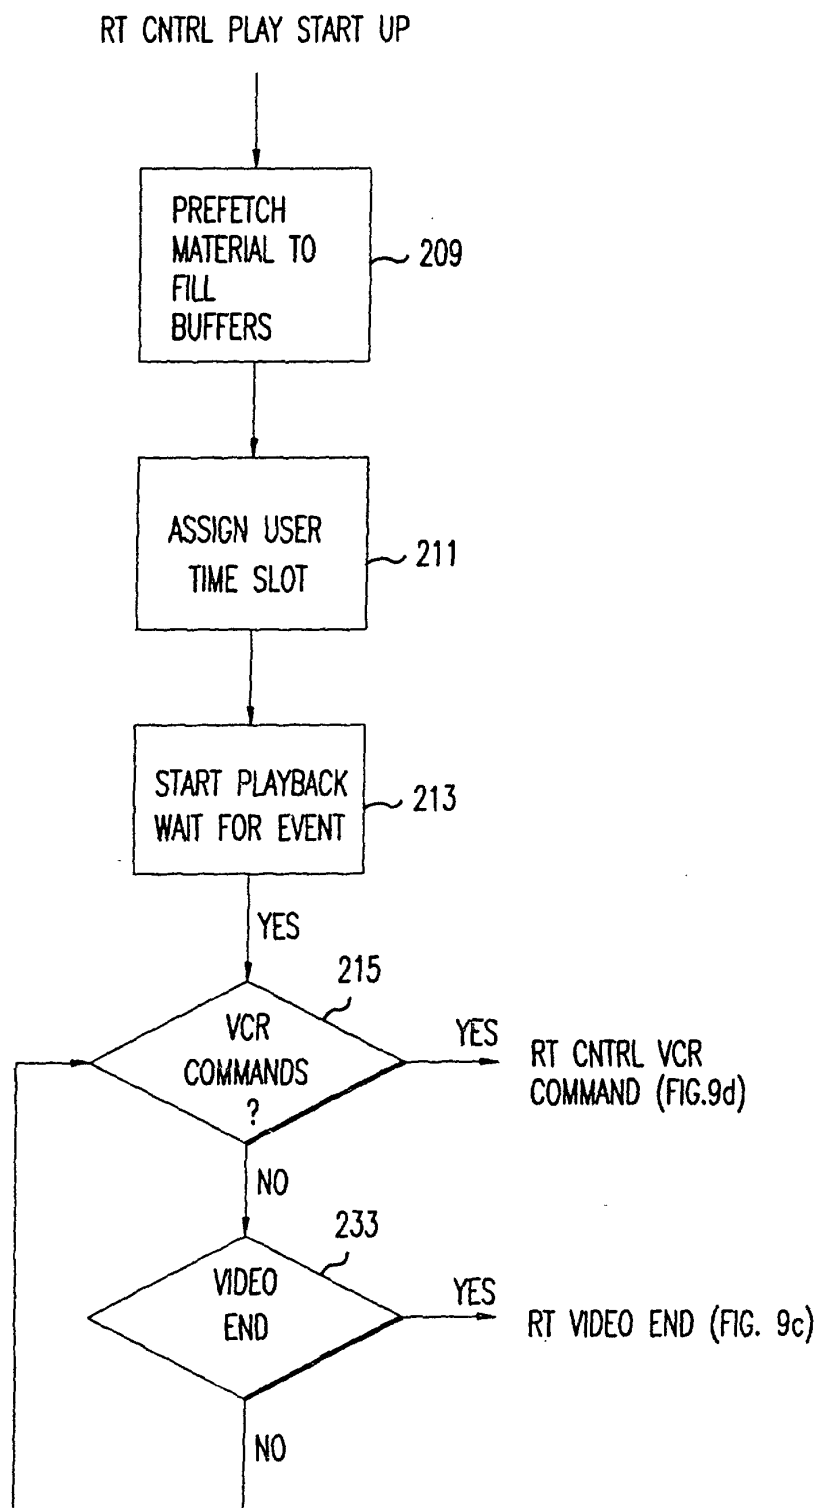 RT CNTRL PLAY START UP
PREFETCH
MATERIAL TO
FILL
BUFFERS
209
ASSIGN USER
TIME SLOT
211
START PLAYBACK
WAIT FOR EVENT
213
YES
215
VCR
COMMANDS
?
YES
RT CNTRL VCR
COMMAND (FIG.9d)
NO
233
VIDEO
END
YES
RT VIDEO END (FIG. 9c)
NO